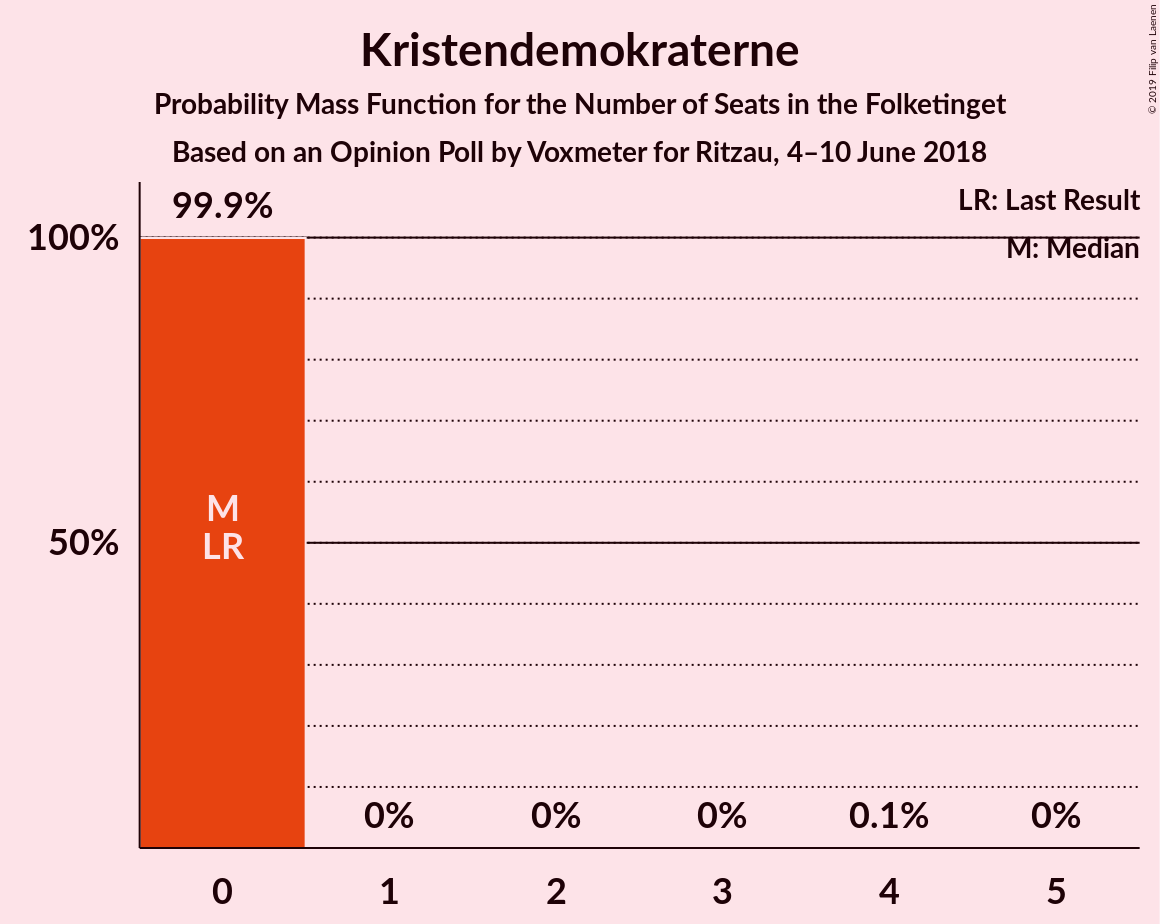 Kristendemokraterne
Probability Mass Function for the Number of Seats in the Folketinget
Based on an Opinion Poll by Voxmeter for Ritzau, 4–10 June 2018
© 2019 Filip van Laenen
LR: Last Result
M: Median
99.9%
100%
50%
M
LR
0%
0%
0%
0.1%
0%
0
1
2
3
4
5